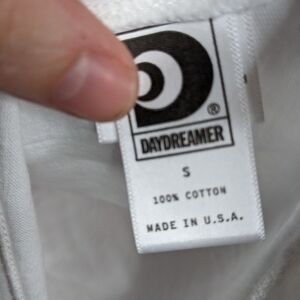 ®
DAYDREAMER
S
100% COTTON
MADE IN U.S.A.